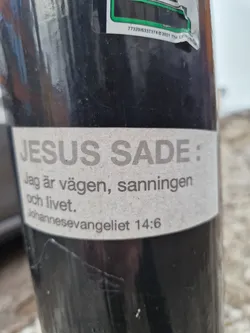 JESUS SADE:
Jag är vägen, sanningen
och livet.
Johannesevangeliet 14:6